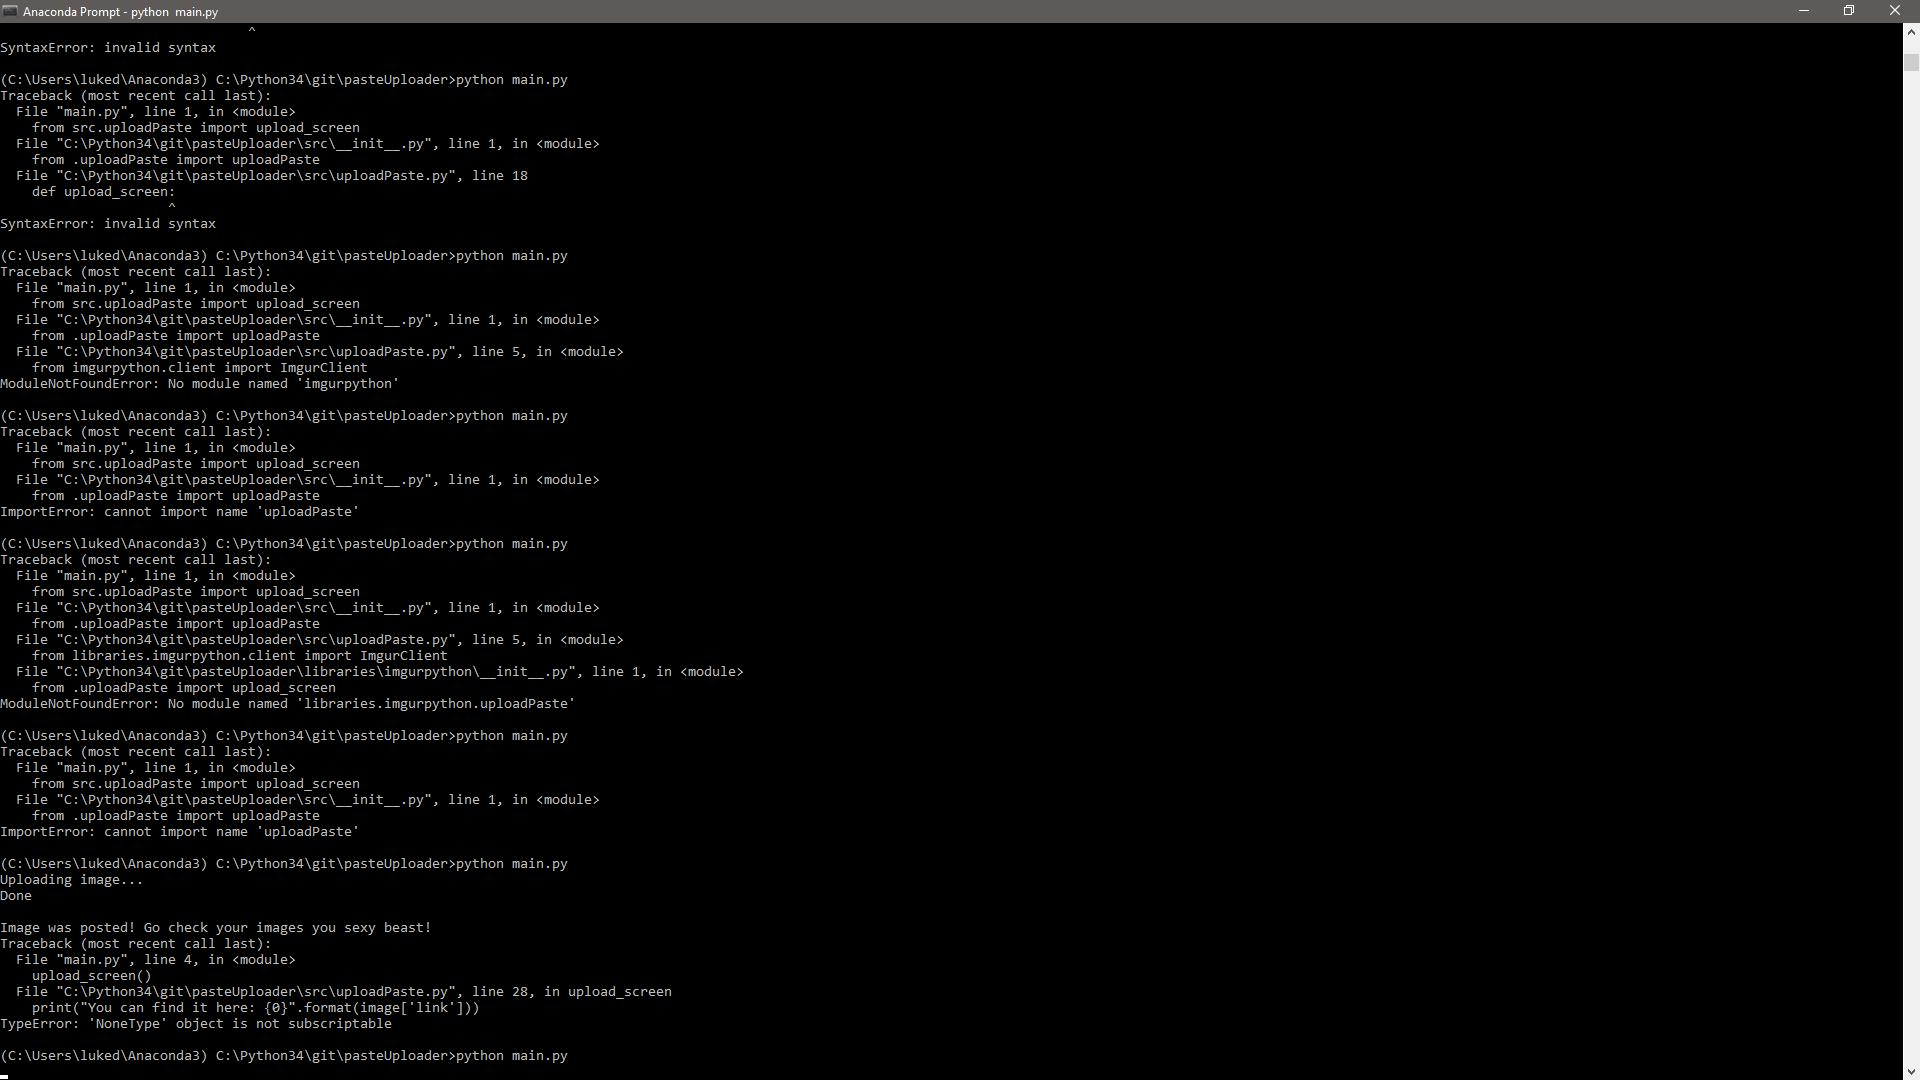 Anaconda Prompt - python  main.py
^
SyntaxError: invalid syntax
(C:\Users\luked\Anaconda3) C:\Python34\git\pasteUploader>python main.py
Traceback (most recent call last):
  File "main.py", line 1, in <module>
    from src.uploadPaste import upload_screen
  File "C:\Python34\git\pasteUploader\src\__init__.py", line 1, in <module>
    from .uploadPaste import uploadPaste
  File "C:\Python34\git\pasteUploader\src\uploadPaste.py", line 18
    def upload_screen:
                     ^
SyntaxError: invalid syntax
(C:\Users\luked\Anaconda3) C:\Python34\git\pasteUploader>python main.py
Traceback (most recent call last):
  File "main.py", line 1, in <module>
    from src.uploadPaste import upload_screen
  File "C:\Python34\git\pasteUploader\src\__init__.py", line 1, in <module>
    from .uploadPaste import uploadPaste
  File "C:\Python34\git\pasteUploader\src\uploadPaste.py", line 5, in <module>
    from imgurpython.client import ImgurClient
ModuleNotFoundError: No module named 'imgurpython'
(C:\Users\luked\Anaconda3) C:\Python34\git\pasteUploader>python main.py
Traceback (most recent call last):
  File "main.py", line 1, in <module>
    from src.uploadPaste import upload_screen
  File "C:\Python34\git\pasteUploader\src\__init__.py", line 1, in <module>
    from .uploadPaste import uploadPaste
ImportError: cannot import name 'uploadPaste'
(C:\Users\luked\Anaconda3) C:\Python34\git\pasteUploader>python main.py
Traceback (most recent call last):
  File "main.py", line 1, in <module>
    from src.uploadPaste import upload_screen
  File "C:\Python34\git\pasteUploader\src\__init__.py", line 1, in <module>
    from .uploadPaste import uploadPaste
  File "C:\Python34\git\pasteUploader\src\uploadPaste.py", line 5, in <module>
    from libraries.imgurpython.client import ImgurClient
  File "C:\Python34\git\pasteUploader\libraries\imgurpython\__init__.py", line 1, in <module>
    from .uploadPaste import upload_screen
ModuleNotFoundError: No module named 'libraries.imgurpython.uploadPaste'
(C:\Users\luked\Anaconda3) C:\Python34\git\pasteUploader>python main.py
Traceback (most recent call last):
  File "main.py", line 1, in <module>
    from src.uploadPaste import upload_screen
  File "C:\Python34\git\pasteUploader\src\__init__.py", line 1, in <module>
    from .uploadPaste import uploadPaste
ImportError: cannot import name 'uploadPaste'
(C:\Users\luked\Anaconda3) C:\Python34\git\pasteUploader>python main.py
Uploading image...
Done
Image was posted! Go check your images you sexy beast!
Traceback (most recent call last):
  File "main.py", line 4, in <module>
    upload_screen()
  File "C:\Python34\git\pasteUploader\src\uploadPaste.py", line 28, in upload_screen
    print("You can find it here: {0}".format(image['link']))
TypeError: 'NoneType' object is not subscriptable
(C:\Users\luked\Anaconda3) C:\Python34\git\pasteUploader>python main.py